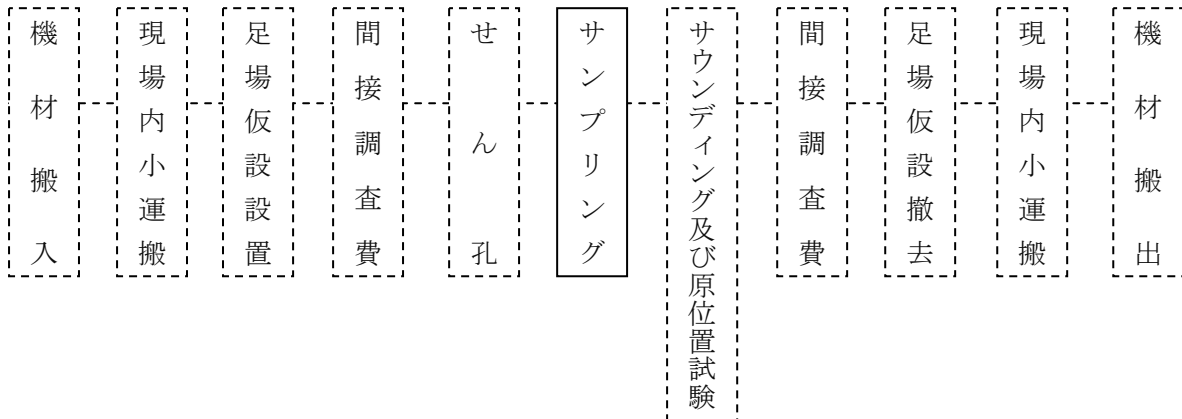 機材搬入
現場内小運搬
足場仮設設置
間接調査費
せん孔
サンプリング
サウンディング及び原位置試験
間接調査費
足場仮設撤去
現場内小運搬
機材搬出